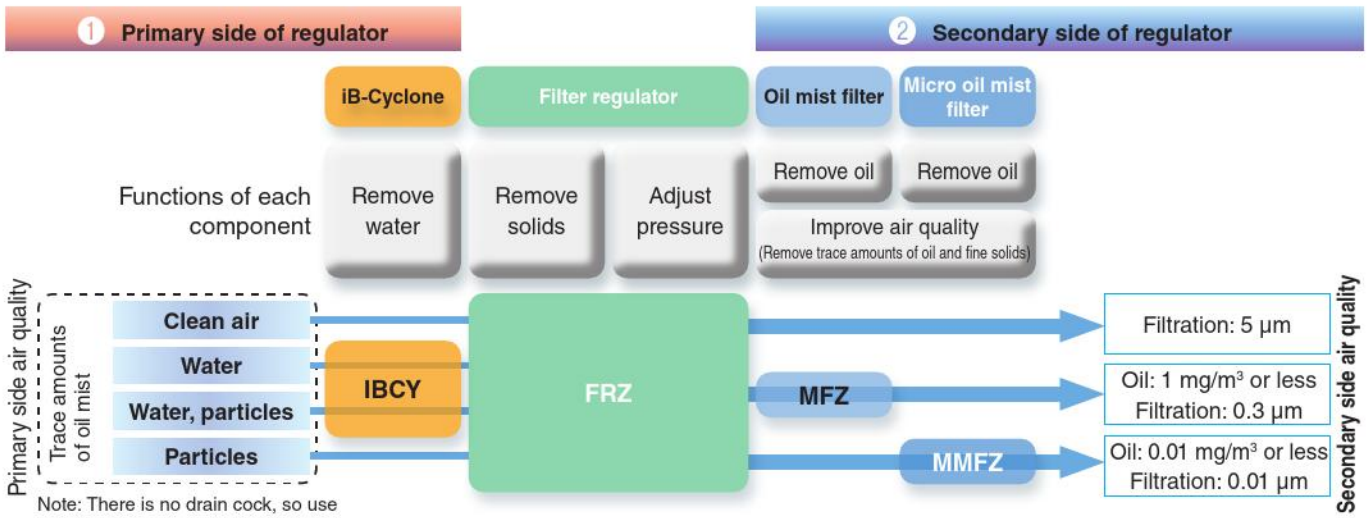 1 Primary side of regulator
2 Secondary side of regulator
iB-Cyclone
Filter regulator
Oil mist filter
Micro oil mist
filter
Functions of each
component
Remove
water
Remove
solids
Adjust
pressure
Remove oil
Remove oil
Improve air quality
(Remove trace amounts of oil and fine solids)
Primary side air quality
Trace amounts
of oil mist
Clean air
Water
Water, particles
Particles
IBCY
FRZ
MFZ
MMFZ
Filtration: 5 µm
Oil: 1 mg/m³ or less
Filtration: 0.3 µm
Oil: 0.01 mg/m³ or less
Filtration: 0.01 µm
Secondary side air quality
Note: There is no drain cock, so use